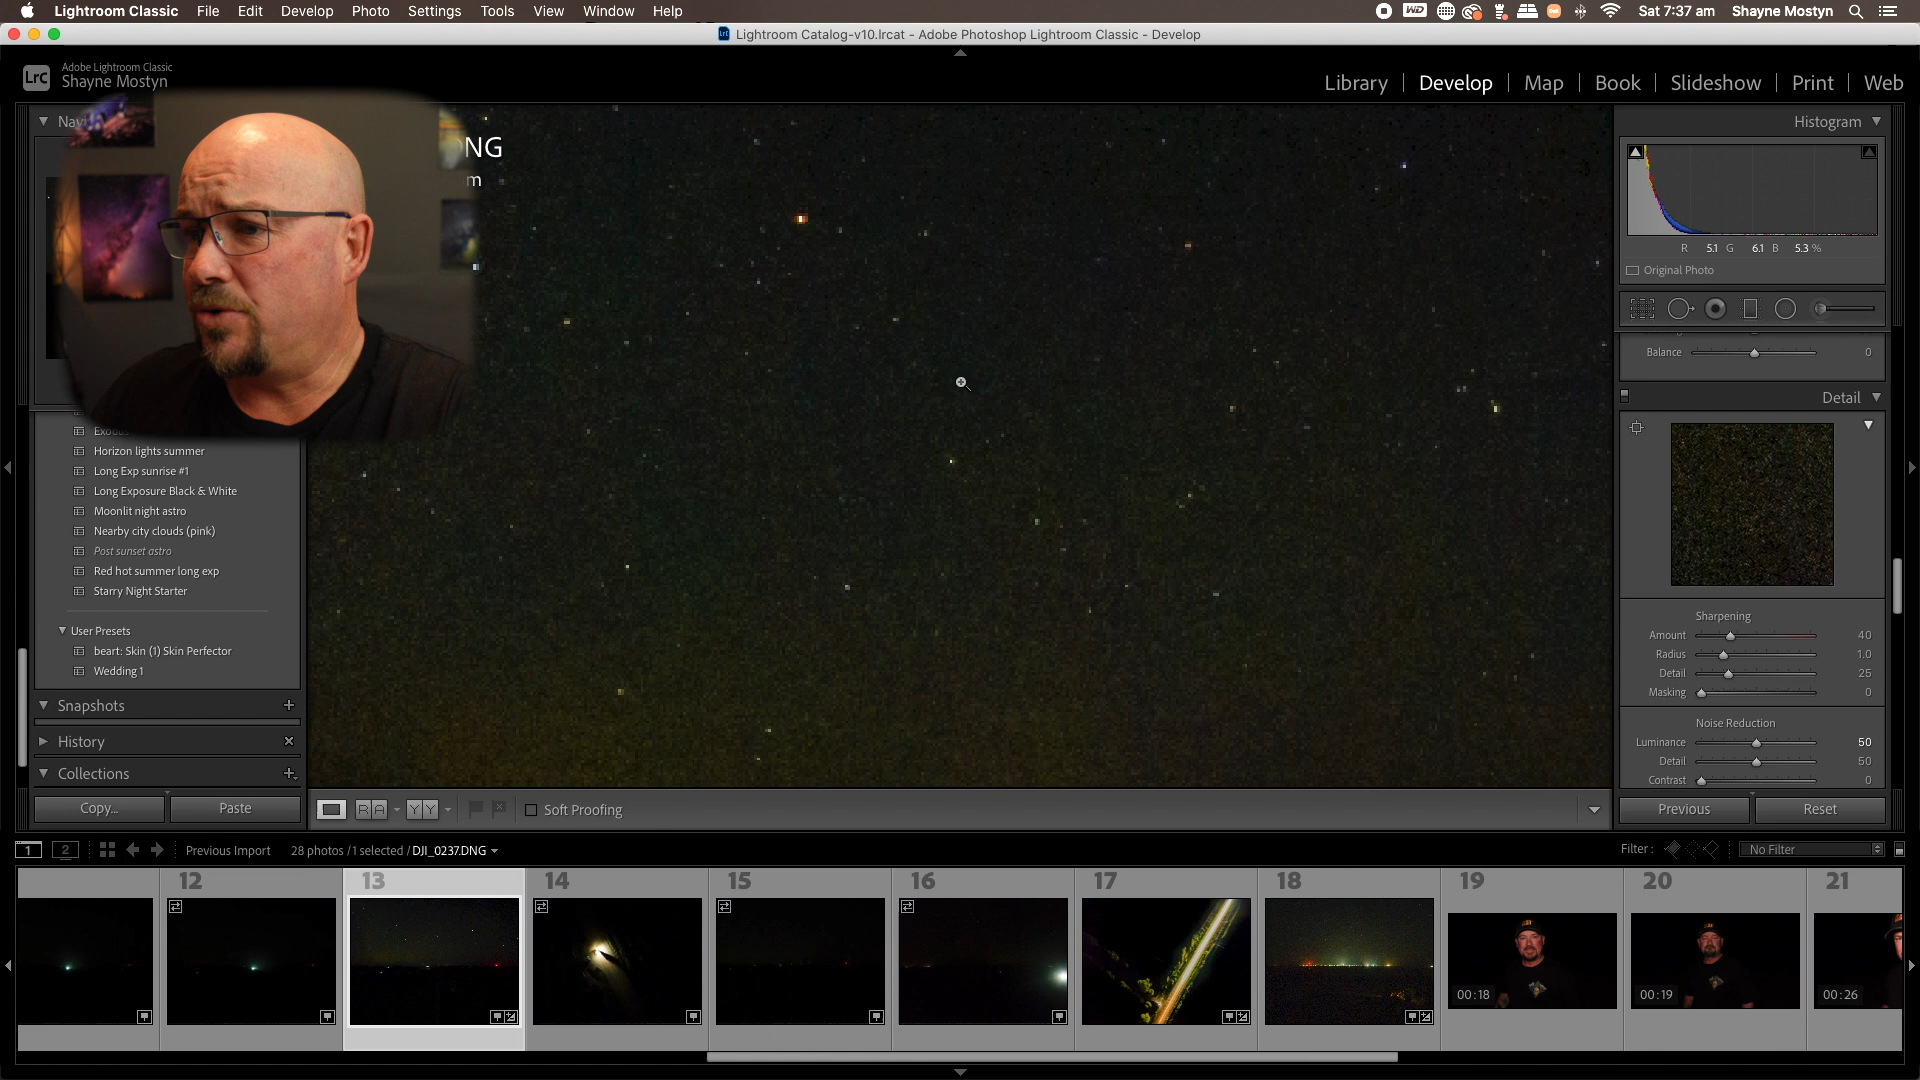 Lightroom Classic File Edit Develop Photo Settings Tools View Window Help Sat 7:37 am Shayne Mostyn
Lightroom Catalog-v10.lrcat - Adobe Photoshop Lightroom Classic - Develop
LrC Adobe Lightroom Classic
Shayne Mostyn
Library | Develop | Map | Book | Slideshow | Print | Web
Histogram
NG
m
R 5.1 G 6.1 B 5.3 %
Original Photo
Balance 0
Detail
Horizon lights summer
Long Exp sunrise #1
Long Exposure Black & White
Moonlit night astro
Nearby city clouds (pink)
Post sunset astro
Red hot summer long exp
Starry Night Starter
User Presets
beart: Skin (1) Skin Perfector
Wedding 1
Sharpening
Amount 40
Radius 1.0
Detail 25
Masking 0
Noise Reduction
Luminance 50
Detail 50
Contrast 0
Snapshots
History
Collections
Copy... Paste
Soft Proofing
Previous Reset
1 2 Previous Import 28 photos / 1 selected / DJI_0237.DNG
Filter : No Filter
12 13 14 15 16 17 18 19 20 21
00:18 00:19 00:26